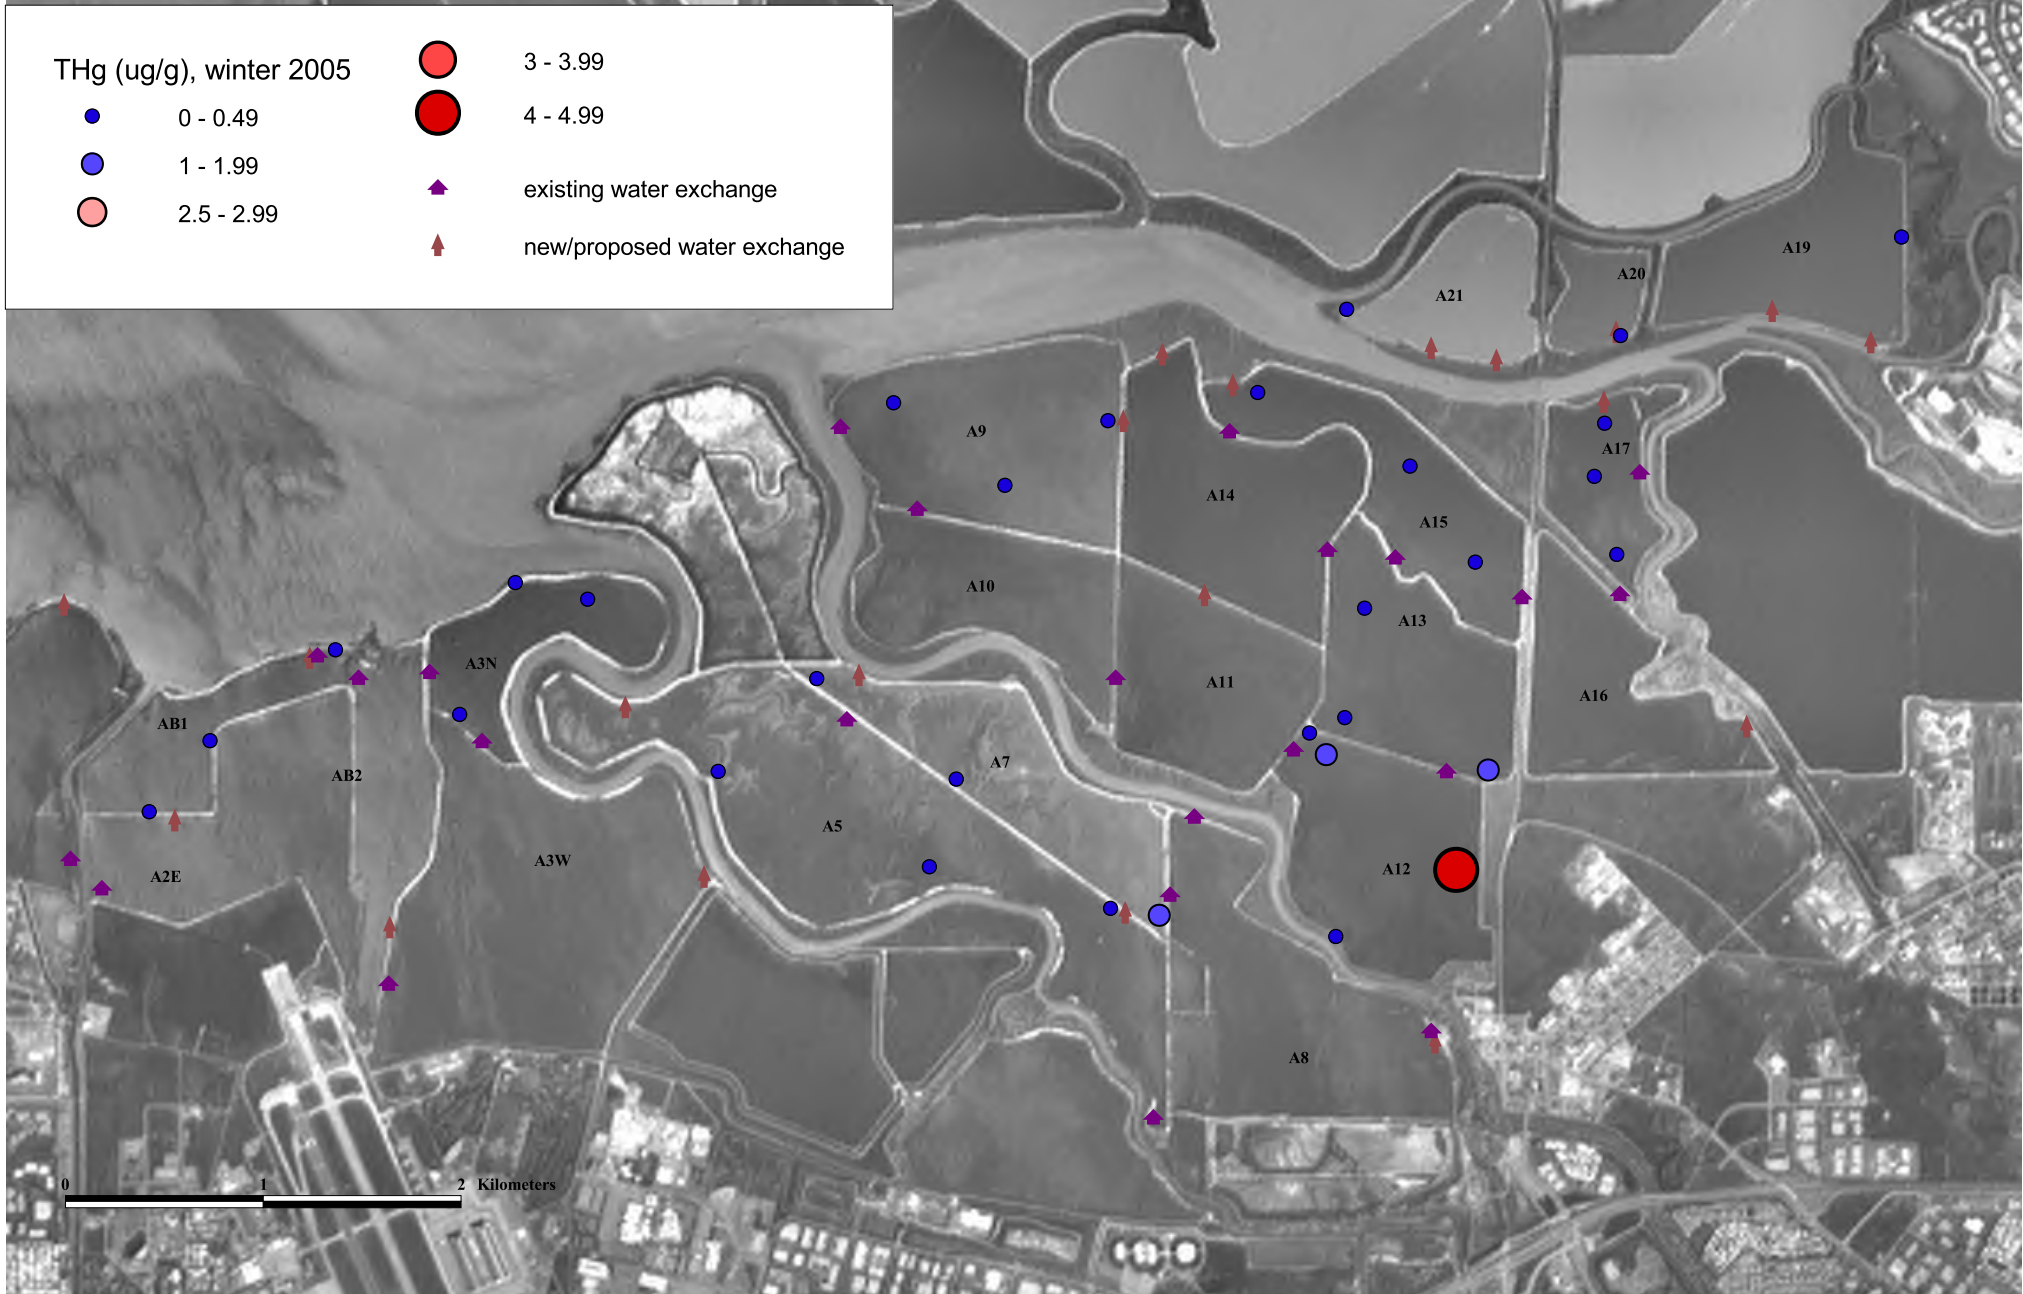 THg (ug/g), winter 2005
0 - 0.49
1 - 1.99
2.5 - 2.99
3 - 3.99
4 - 4.99
existing water exchange
new/proposed water exchange
A19
A20
A21
A9
A17
A14
A15
A10
A13
A3N
A11
A16
AB1
A7
AB2
A5
A3W
A12
A2E
A8
0 1 2 Kilometers